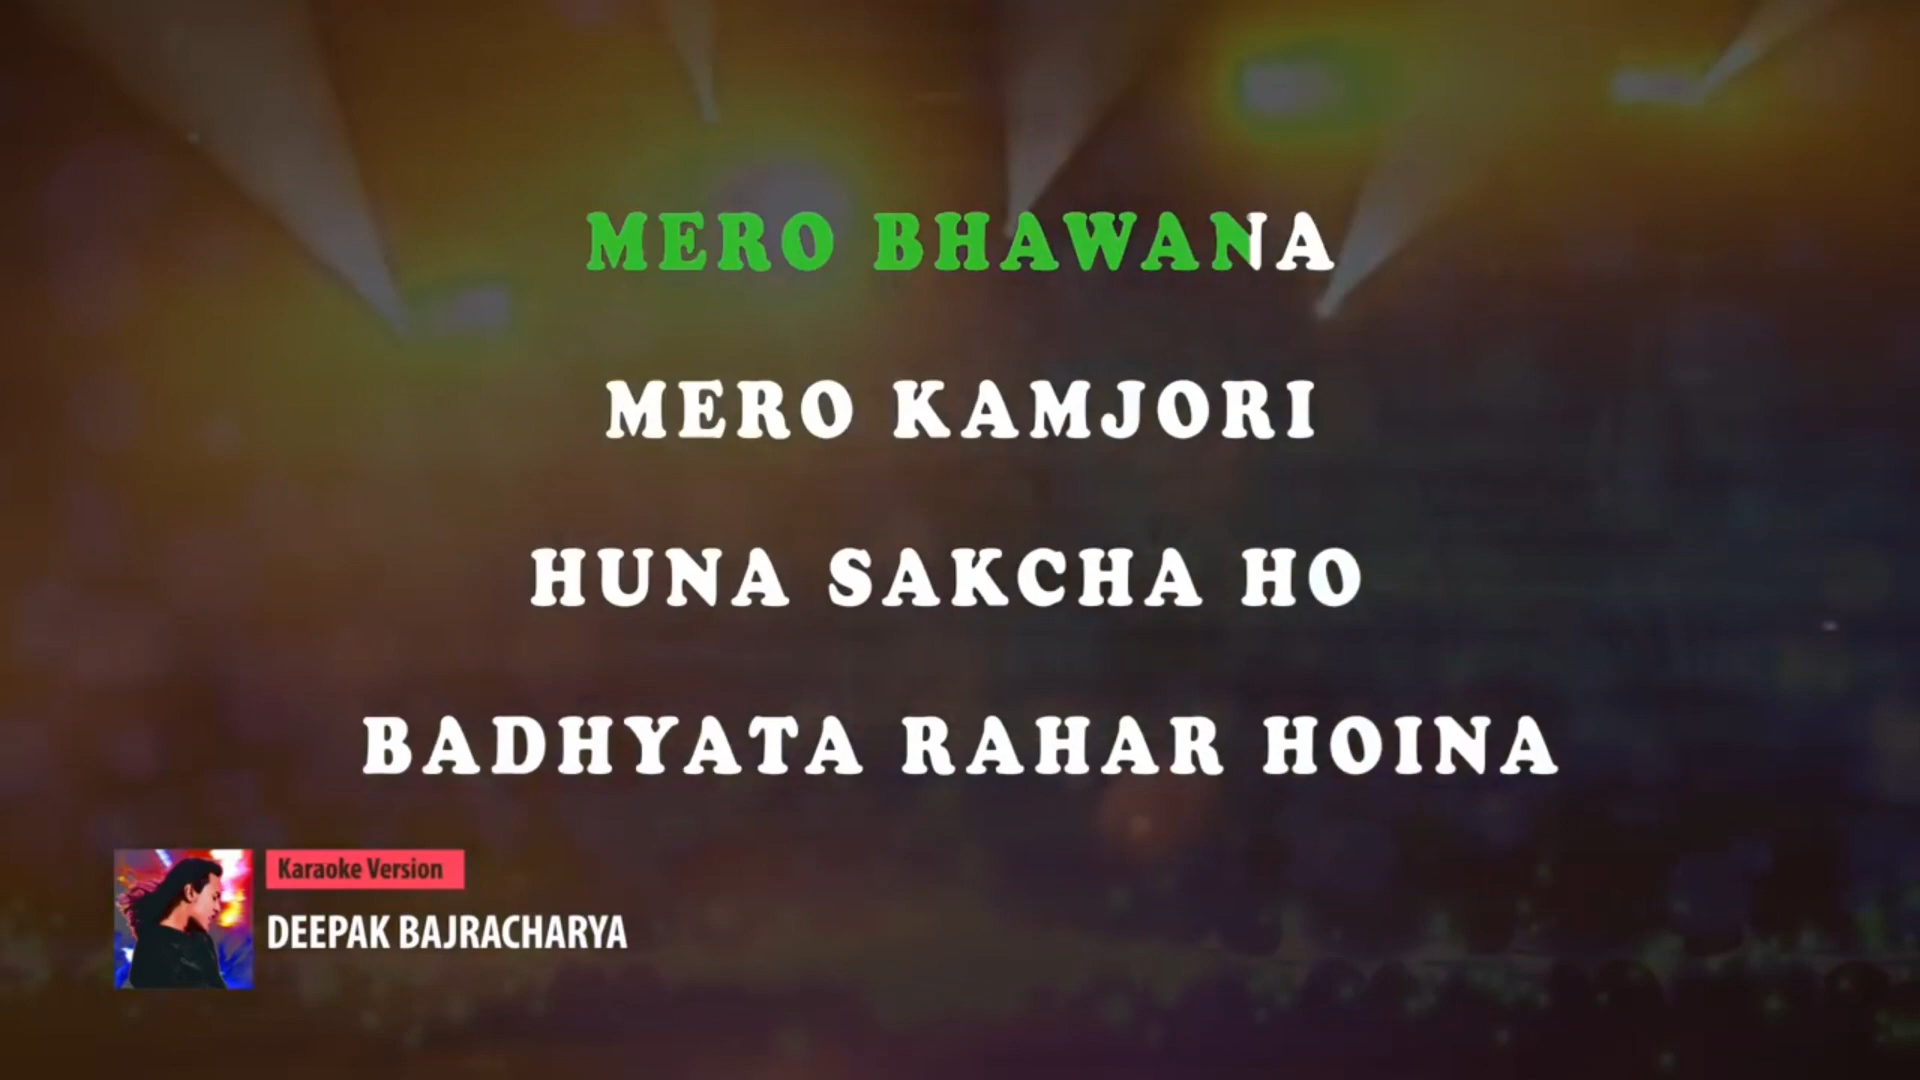 MERO BHAWANA
MERO KAMJORI
HUNA SAKCHA HO
BADHYATA RAHAR HOINA
Karaoke Version
DEEPAK BAJRACHARYA